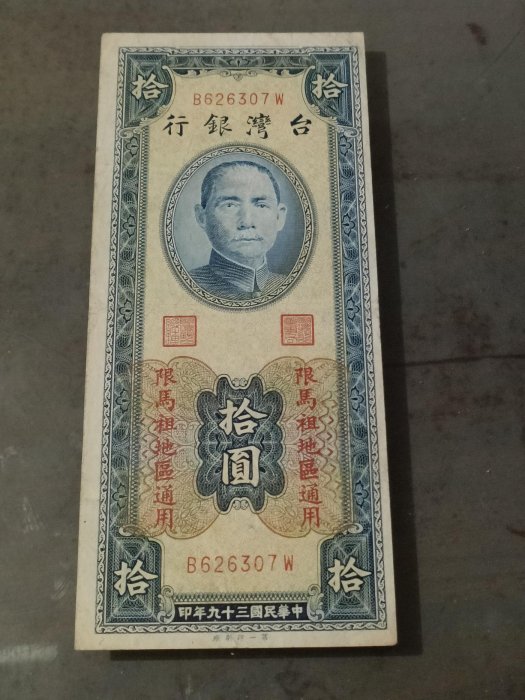 拾 拾
B626307W
台灣銀行
限馬祖地區通用
拾圓
限馬祖地區通用
B626307W
拾 拾
中華民國三十九年印